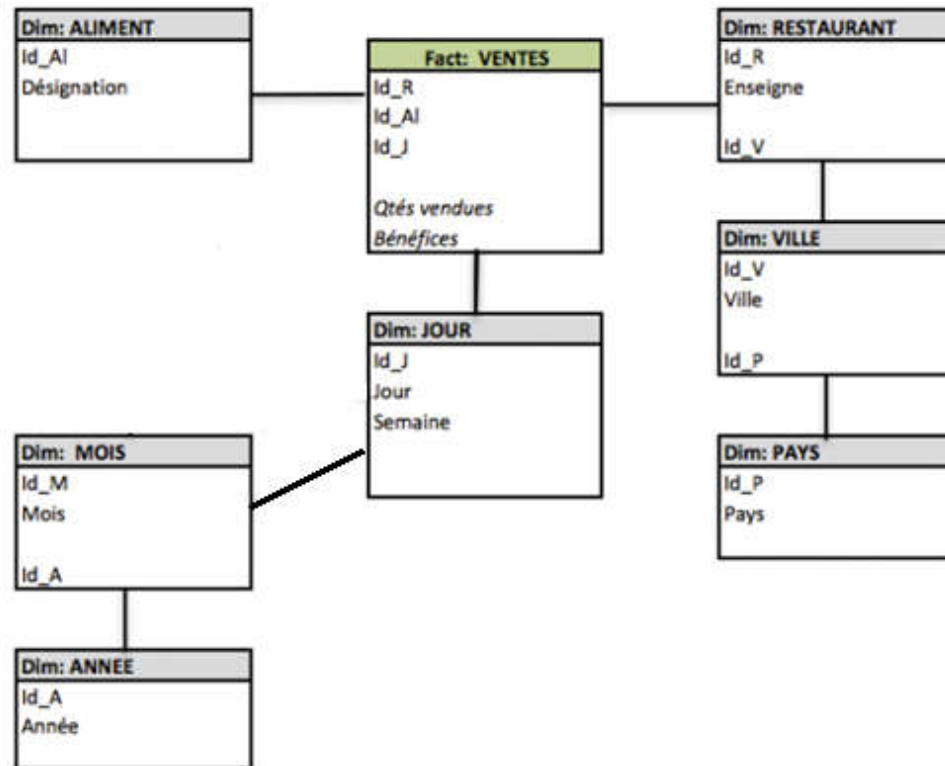 Dim: ALIMENT
Id_Al
Désignation
Fact: VENTES
Id_R
Id_Al
Id_J
Qtés vendues
Bénéfices
Dim: RESTAURANT
Id_R
Enseigne
Id_V
Dim: VILLE
Id_V
Ville
Id_P
Dim: JOUR
Id_J
Jour
Semaine
Dim: MOIS
Id_M
Mois
Id_A
Dim: PAYS
Id_P
Pays
Dim: ANNEE
Id_A
Année